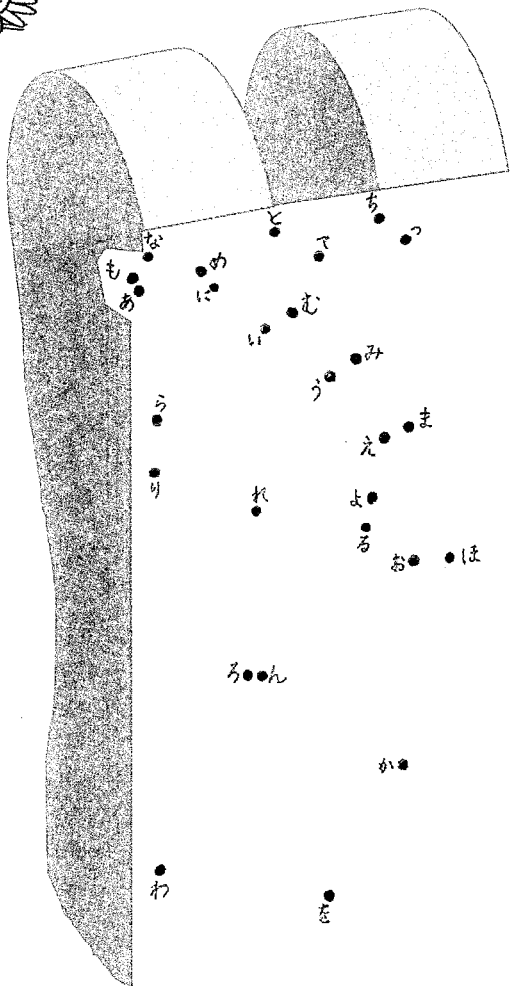 ち
と
つ
な
で
め
も
に
あ
む
い
み
う
ら
ま
え
り
れ
よ
る
お
ほ
ろ
ん
か
わ
を